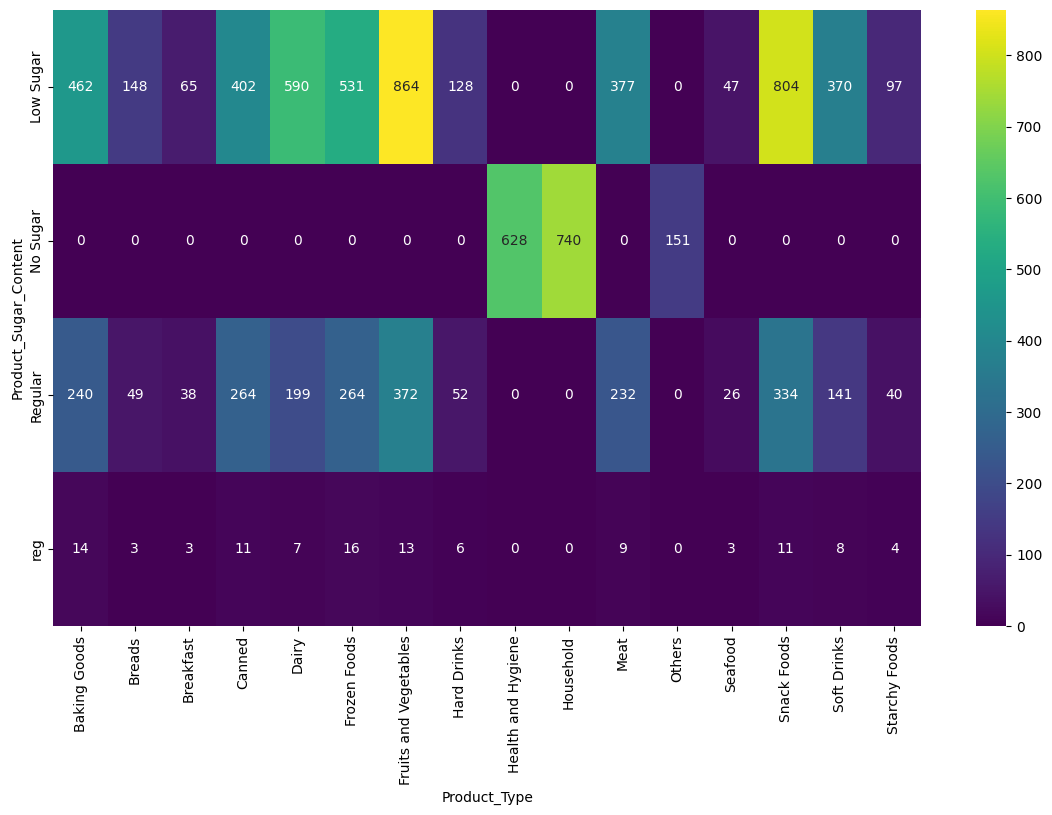 Product_Sugar_Content
Low Sugar
462 148 65 402 590 531 864 128 0 0 377 0 47 804 370 97
No Sugar
0 0 0 0 0 0 0 0 628 740 0 151 0 0 0 0
Regular
240 49 38 264 199 264 372 52 0 0 232 0 26 334 141 40
reg
14 3 3 11 7 16 13 6 0 0 9 0 3 11 8 4
Baking Goods
Breads
Breakfast
Canned
Dairy
Frozen Foods
Fruits and Vegetables
Hard Drinks
Health and Hygiene
Household
Meat
Others
Seafood
Snack Foods
Soft Drinks
Starchy Foods
Product_Type
800
700
600
500
400
300
200
100
0